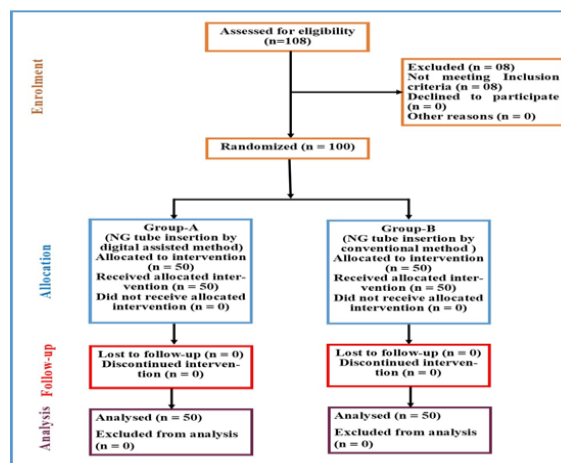 Assessed for eligibility
(n=108)
Enrolment
Excluded (n = 08)
Not meeting Inclusion
criteria (n = 08)
Declined to participate
(n = 0)
Other reasons (n = 0)
Randomized (n = 100)
Allocation
Group-A
(NG tube insertion by
digital assisted method)
Allocated to intervention
(n = 50)
Received allocated inter-
vention (n = 50)
Did not receive allocated
intervention (n = 0)
Group-B
(NG tube insertion by
conventional method )
Allocated to intervention
(n = 50)
Received allocated inter-
vention (n = 50)
Did not receive allocated
intervention (n = 0)
Follow-up
Lost to follow-up (n = 0)
Discontinued interven-
tion (n = 0)
Lost to follow-up (n = 0)
Discontinued interven-
tion (n = 0)
Analysis
Analysed (n = 50)
Excluded from analysis
(n = 0)
Analysed (n = 50)
Excluded from analysis
(n = 0)